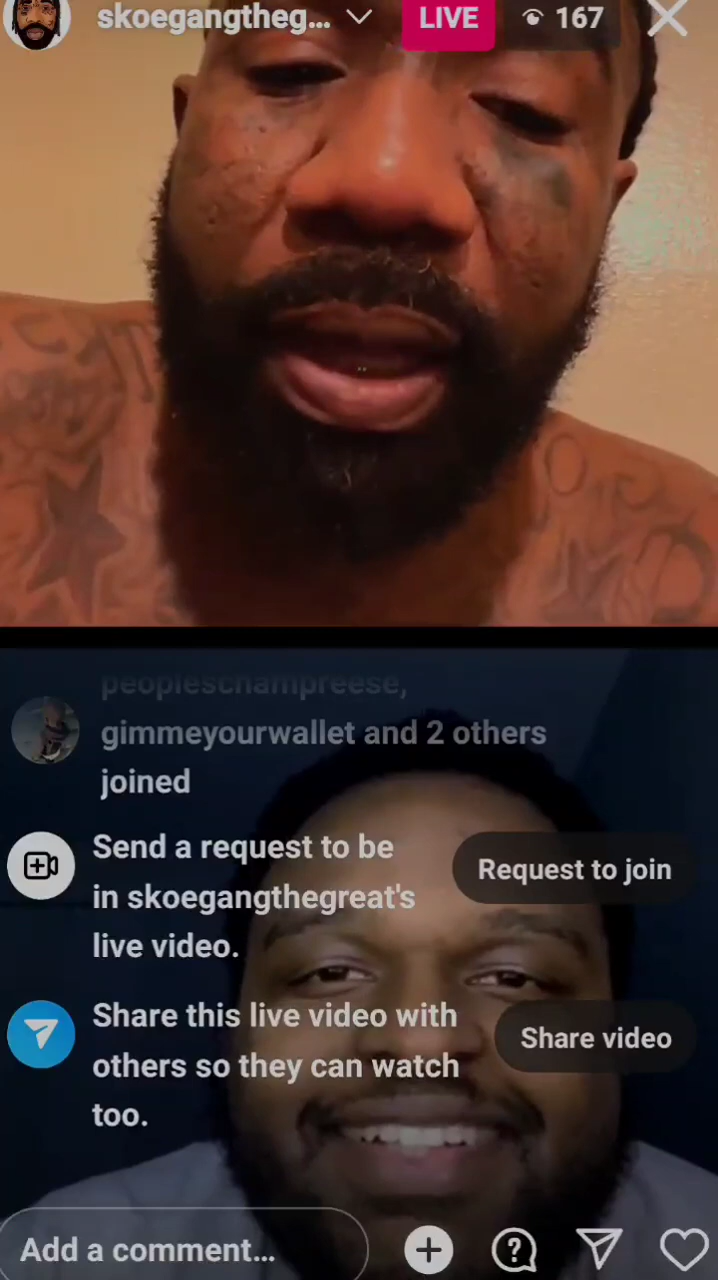 skoegangtheg...
LIVE
167
peopleschampreese,
gimmeyourwallet and 2 others
joined
Send a request to be
in skoegangthegreat's
live video.
Request to join
Share this live video with
others so they can watch
too.
Share video
Add a comment...